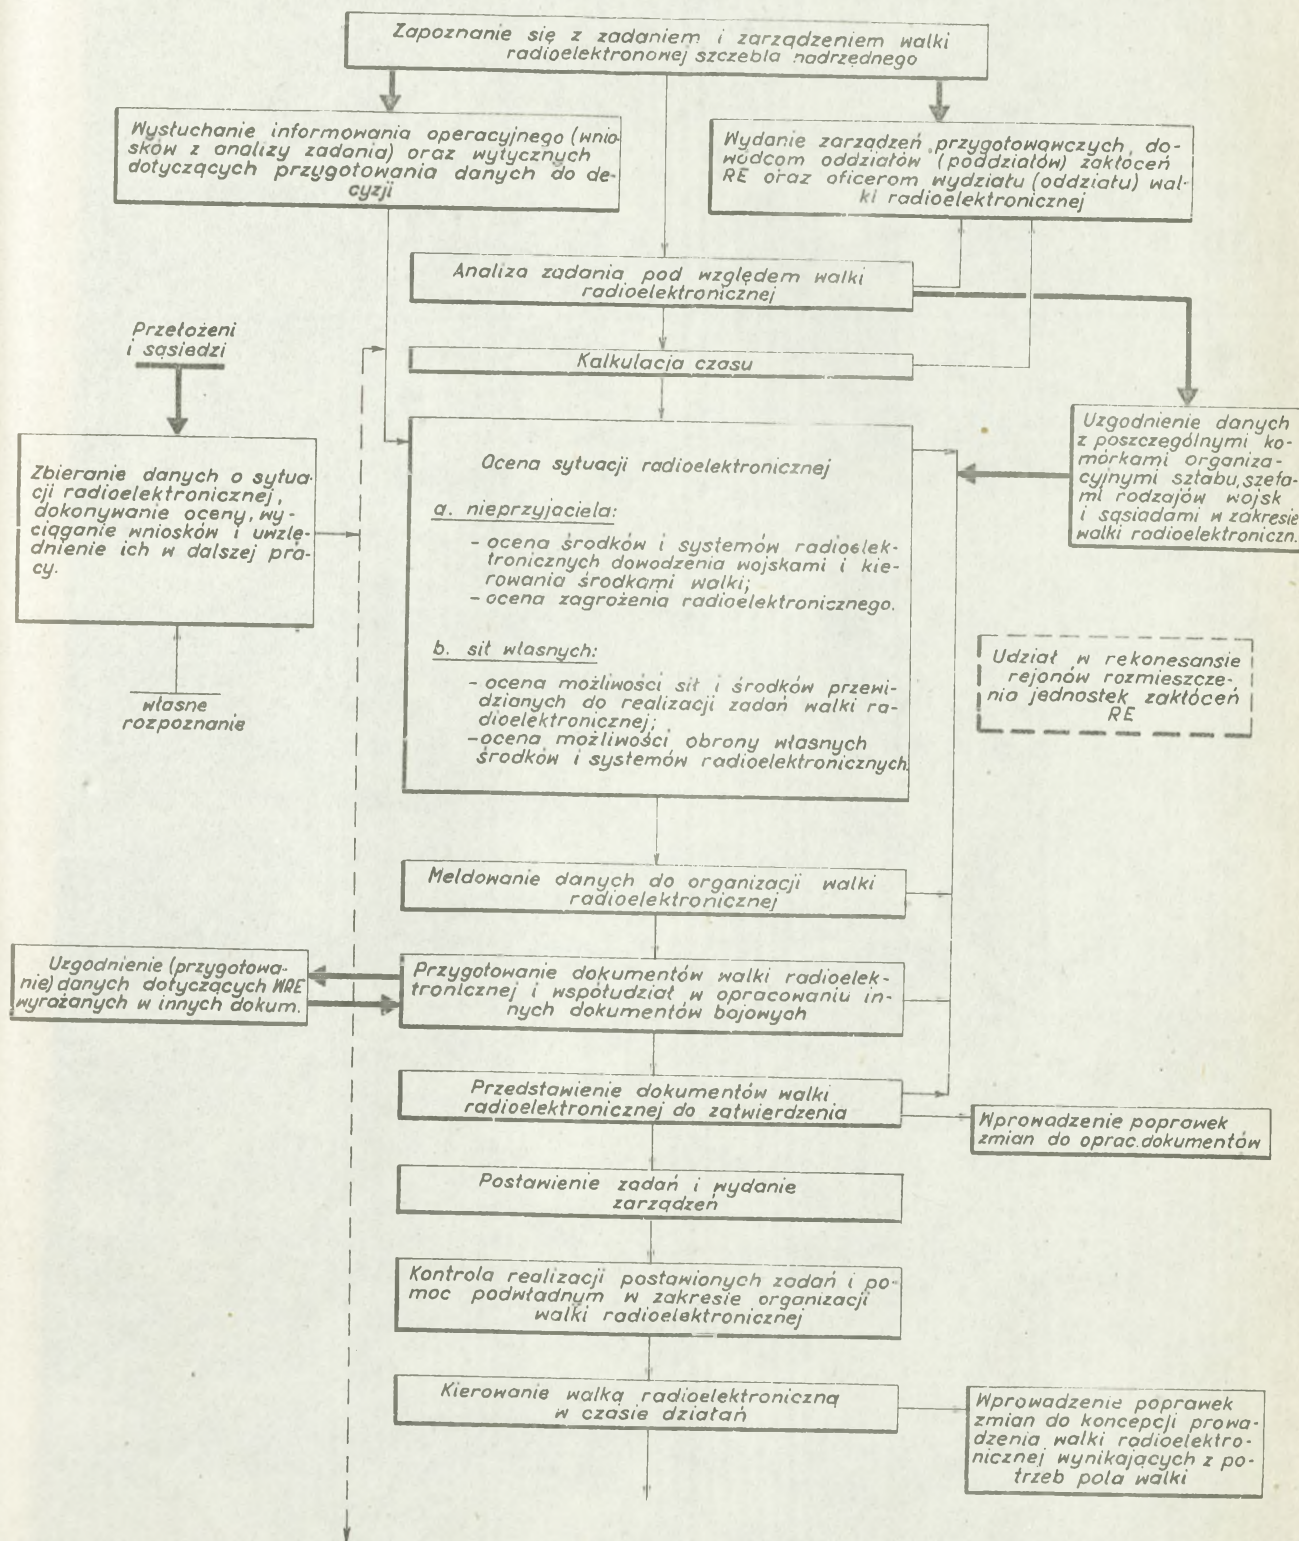 Zapoznanie się z zadaniem i zarządzeniem walki
radioelektronowej szczebla nadrzędnego
Wysłuchanie informowania operacyjnego (wnio-
sków z analizy zadania) oraz wytycznych
dotyczących przygotowania danych do de-
cyzji
Wydanie zarządzeń przygotowawczych, do-
wódcom oddziałów (poddziałów) zakłóceń
RE oraz oficerom wydziału (oddziału) wal-
ki radioelektronicznej
Analiza zadania pod względem walki
radioelektronicznej
Przełożeni
i sąsiedzi
Kalkulacja czasu
Zbieranie danych o sytua-
cji radioelektronicznej,
dokonywanie oceny, wy-
ciąganie wniosków i uwzlę-
dnienie ich w dalszej pra-
cy.
własne
rozpoznanie
Ocena sytuacji radioelektronicznej
a. nieprzyjaciela:
- ocena środków i systemów radioelek-
tronicznych dowodzenia wojskami i kie-
rowania środkami walki;
- ocena zagrożenia radioelektronicznego.
b. sił własnych:
- ocena możliwości sił i środków przewi-
dzianych do realizacji zadań walki ra-
dioelektronicznej;
- ocena możliwości obrony własnych
środków i systemów radioelektronicznych.
Uzgodnienie danych
z poszczególnymi ko-
mórkami organiza-
cyjnymi sztabu, szefa-
mi rodzajów wojsk
i sąsiadami w zakresie
walki radioelektroniczn.
Udział w rekonesansie
rejonów rozmieszcze-
nia jednostek zakłóceń
RE
Meldowanie danych do organizacji walki
radioelektronicznej
Uzgodnienie (przygotowa-
nie) danych dotyczących WRE
wyrażanych w innych dokum.
Przygotowanie dokumentów walki radioelek-
tronicznej i współudział w opracowaniu in-
nych dokumentów bojowych
Przedstawienie dokumentów walki
radioelektronicznej do zatwierdzenia
Wprowadzenie poprawek
zmian do oprac. dokumentów
Postawienie zadań i wydanie
zarządzeń
Kontrola realizacji postawionych zadań i po-
moc podwładnym w zakresie organizacji
walki radioelektronicznej
Kierowanie walką radioelektroniczną
w czasie działań
Wprowadzenie poprawek
zmian do koncepcji prowa-
dzenia walki radioelektro-
nicznej wynikających z po-
trzeb pola walki